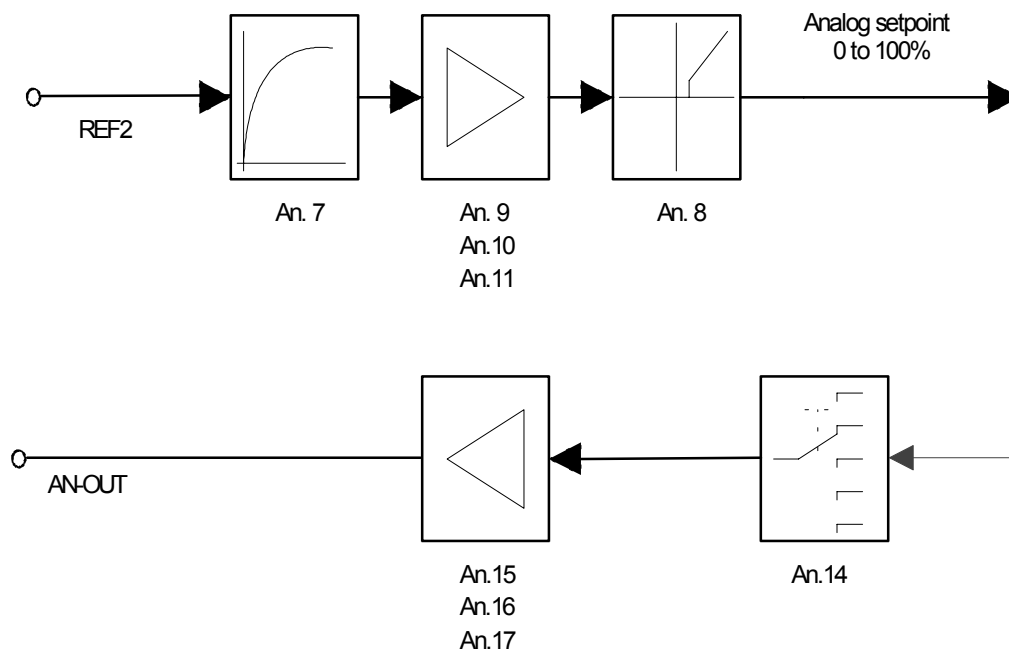 Analog setpoint
0 to 100%
REF2
An. 7
An. 9
An.10
An.11
An. 8
AN-OUT
An.15
An.16
An.17
An.14